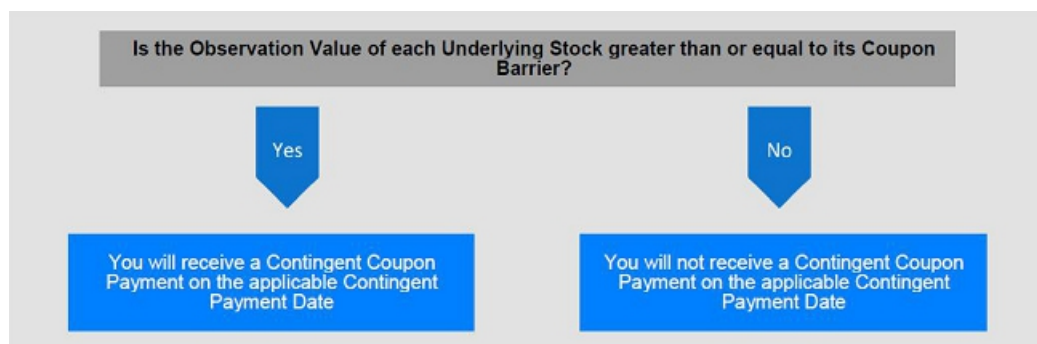 Is the Observation Value of each Underlying Stock greater than or equal to its Coupon
Barrier?
Yes
No
You will receive a Contingent Coupon
Payment on the applicable Contingent
Payment Date
You will not receive a Contingent Coupon
Payment on the applicable Contingent
Payment Date